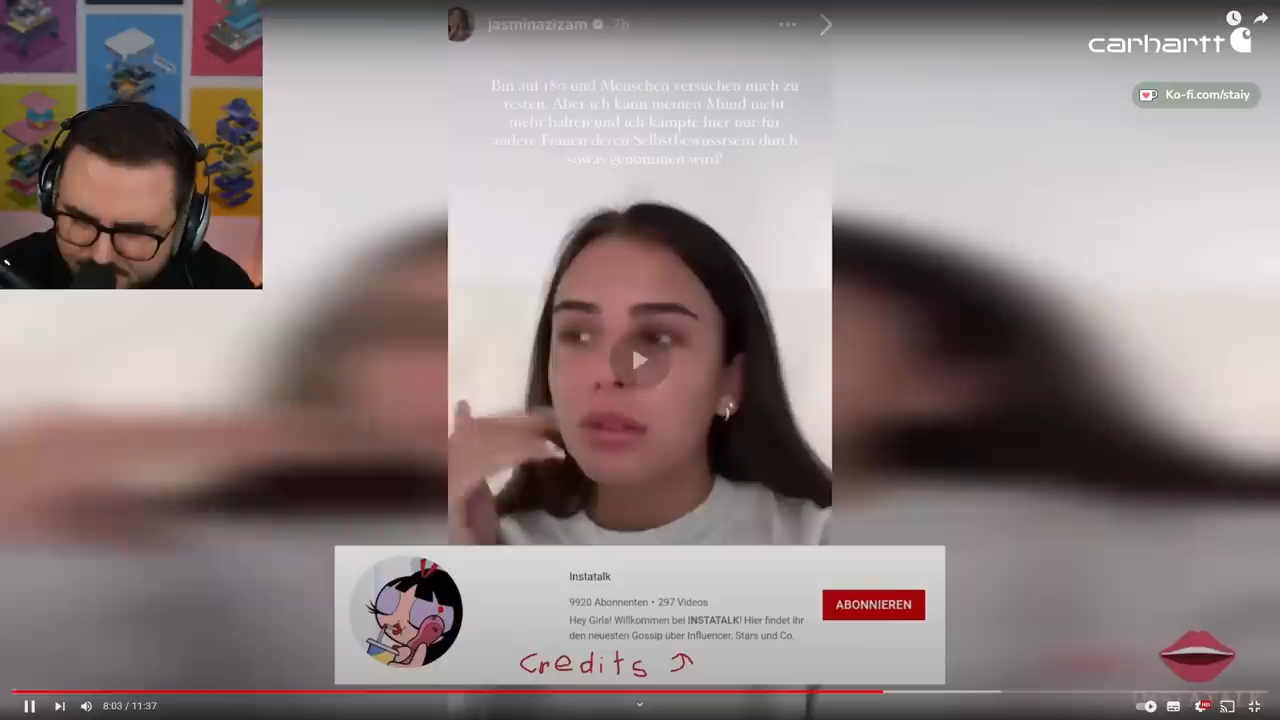 jasminazizam 7h
carhartt
Ko-fi.com/staiy
Bin auf 180 und Menschen versuchen mich zu
testen. Aber ich kann meinen Mund nicht
mehr halten und ich kämpfe hier nur für
andere Frauen deren Selbstbewusstsein durch
sowas genommen wird!
Instatalk
9920 Abonnenten • 297 Videos
Hey Girls! Willkommen bei INSTATALK! Hier findet ihr
den neuesten Gossip über Influencer, Stars und Co.
ABONNIEREN
Credits
INSTATALK
8:03 / 11:37
HD